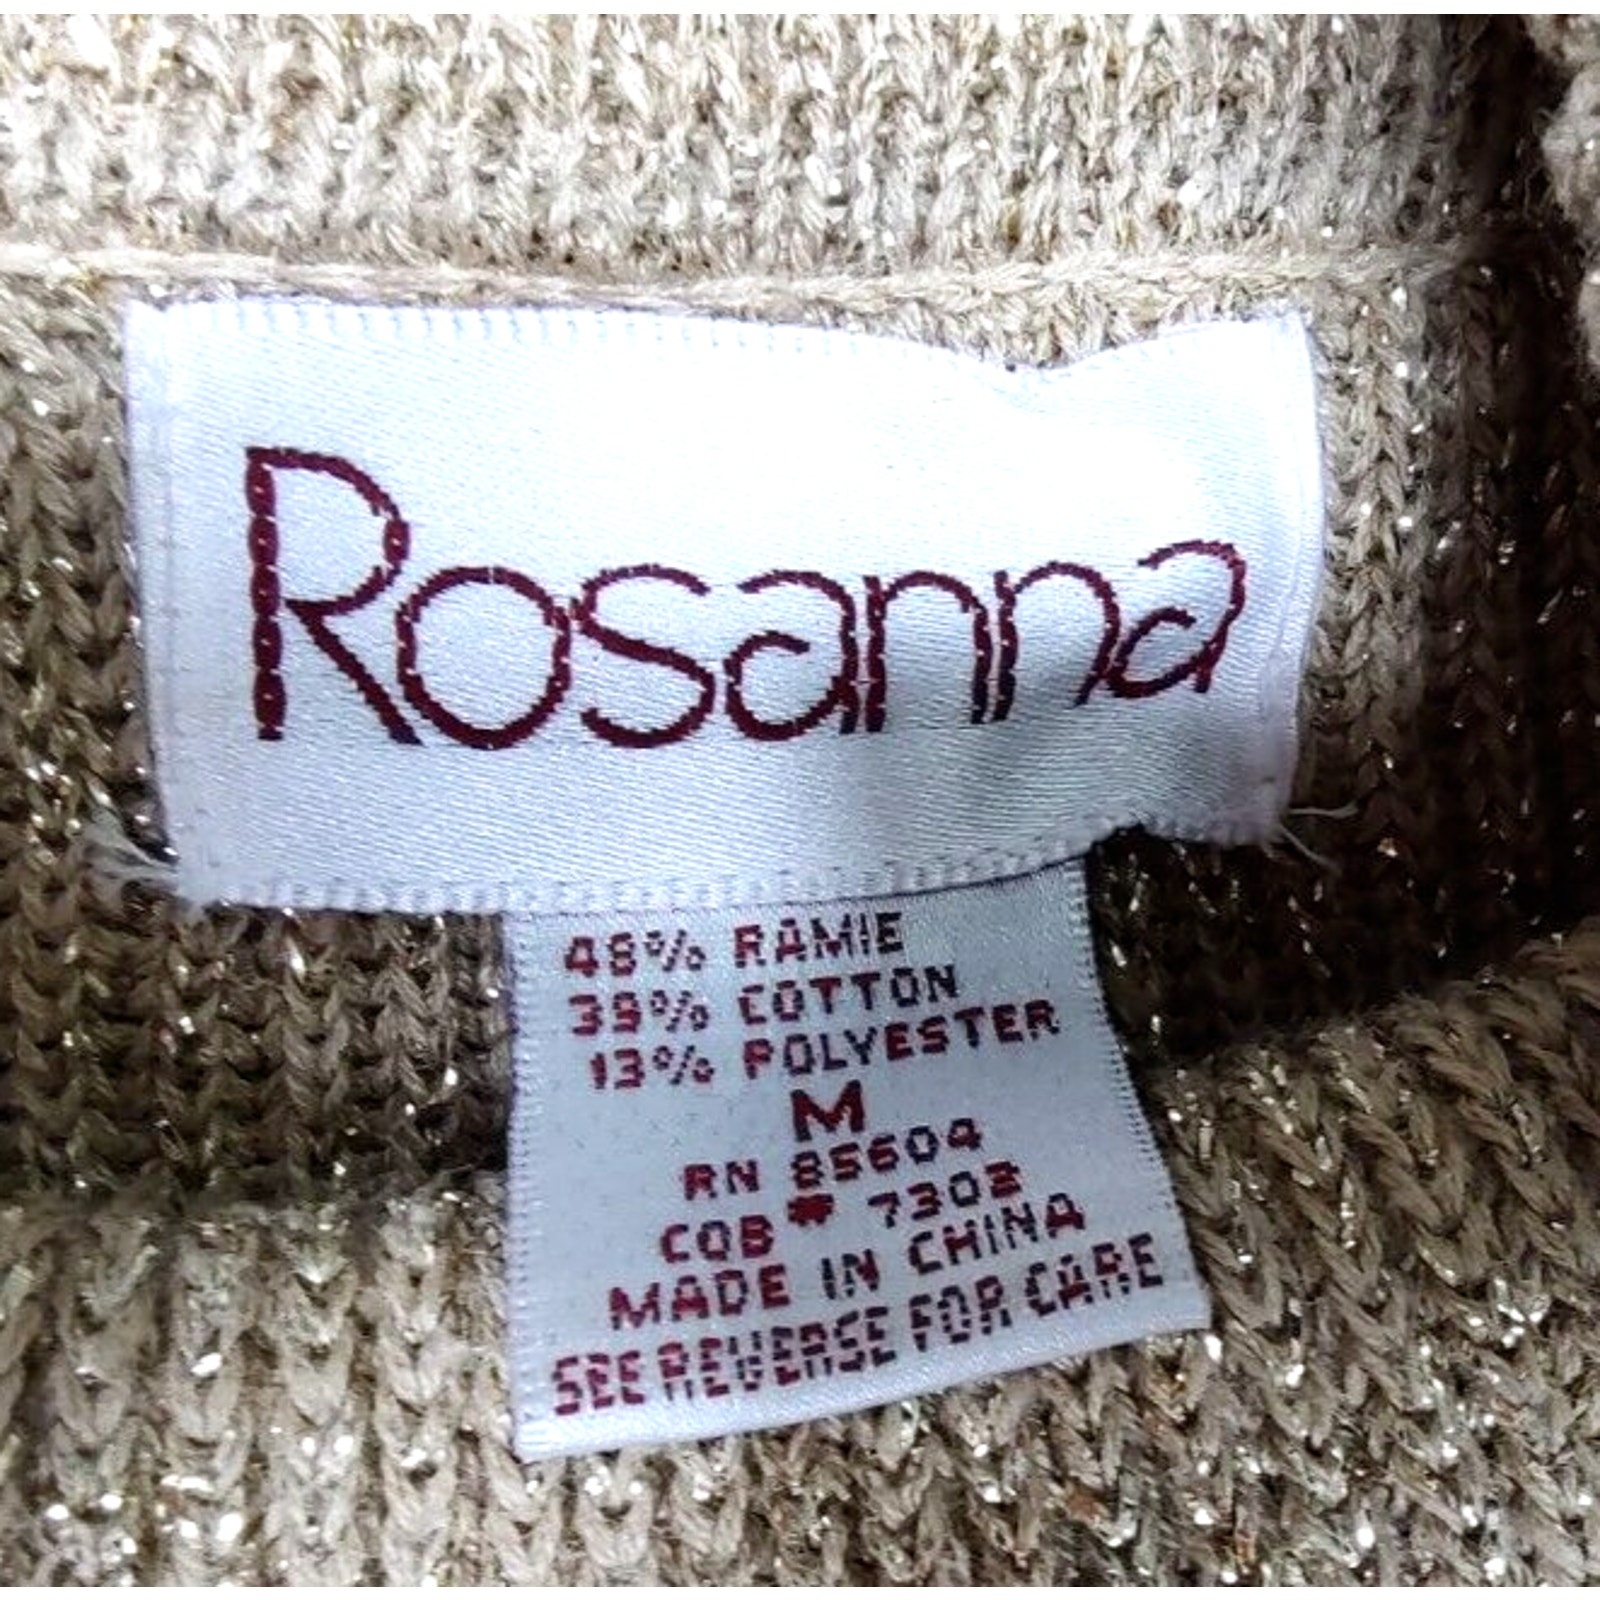 Rosanna
48% RAMIE
39% COTTON
13% POLYESTER
M
RN 85604
COB # 7303
MADE IN CHINA
SEE REVERSE FOR CARE